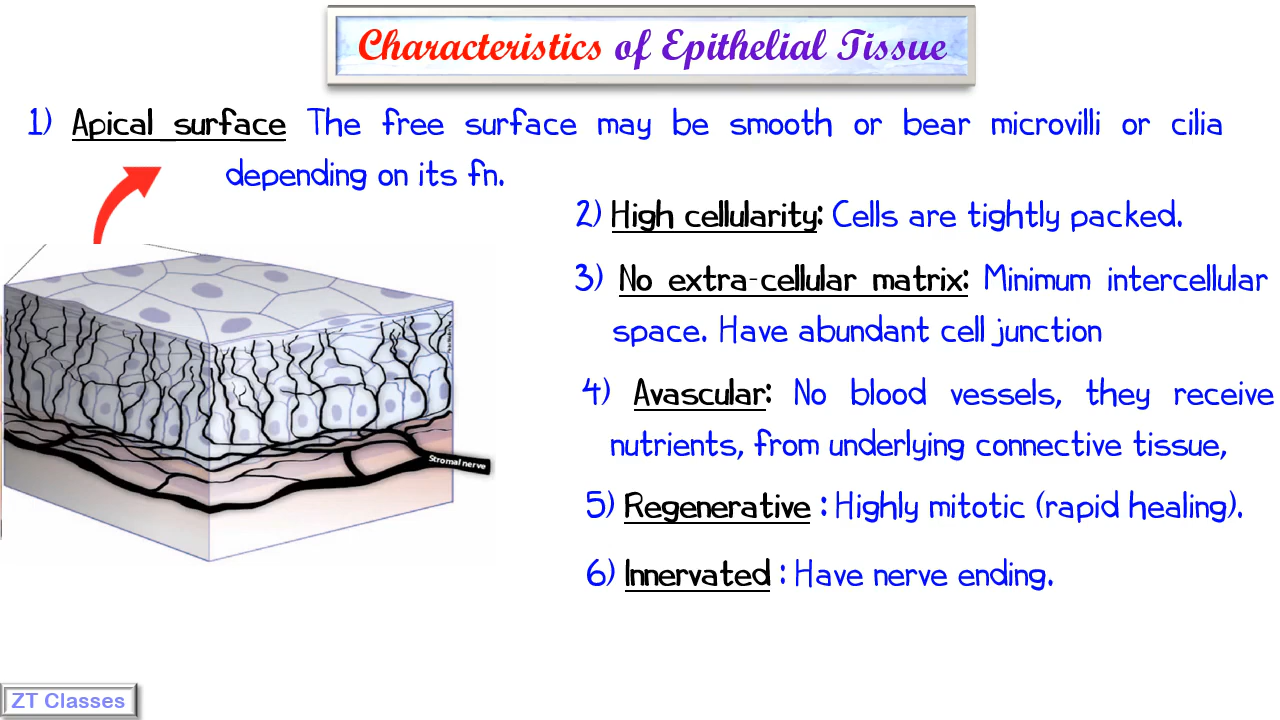 Characteristics of Epithelial Tissue
1) Apical surface The free surface may be smooth or bear microvilli or cilia
depending on its fn.
2) High cellularity: Cells are tightly packed.
3) No extra-cellular matrix: Minimum intercellular
space. Have abundant cell junction
4) Avascular: No blood vessels, they receive
nutrients, from underlying connective tissue,
5) Regenerative : Highly mitotic (rapid healing).
6) Innervated : Have nerve ending.
Stromal nerve
ZT Classes